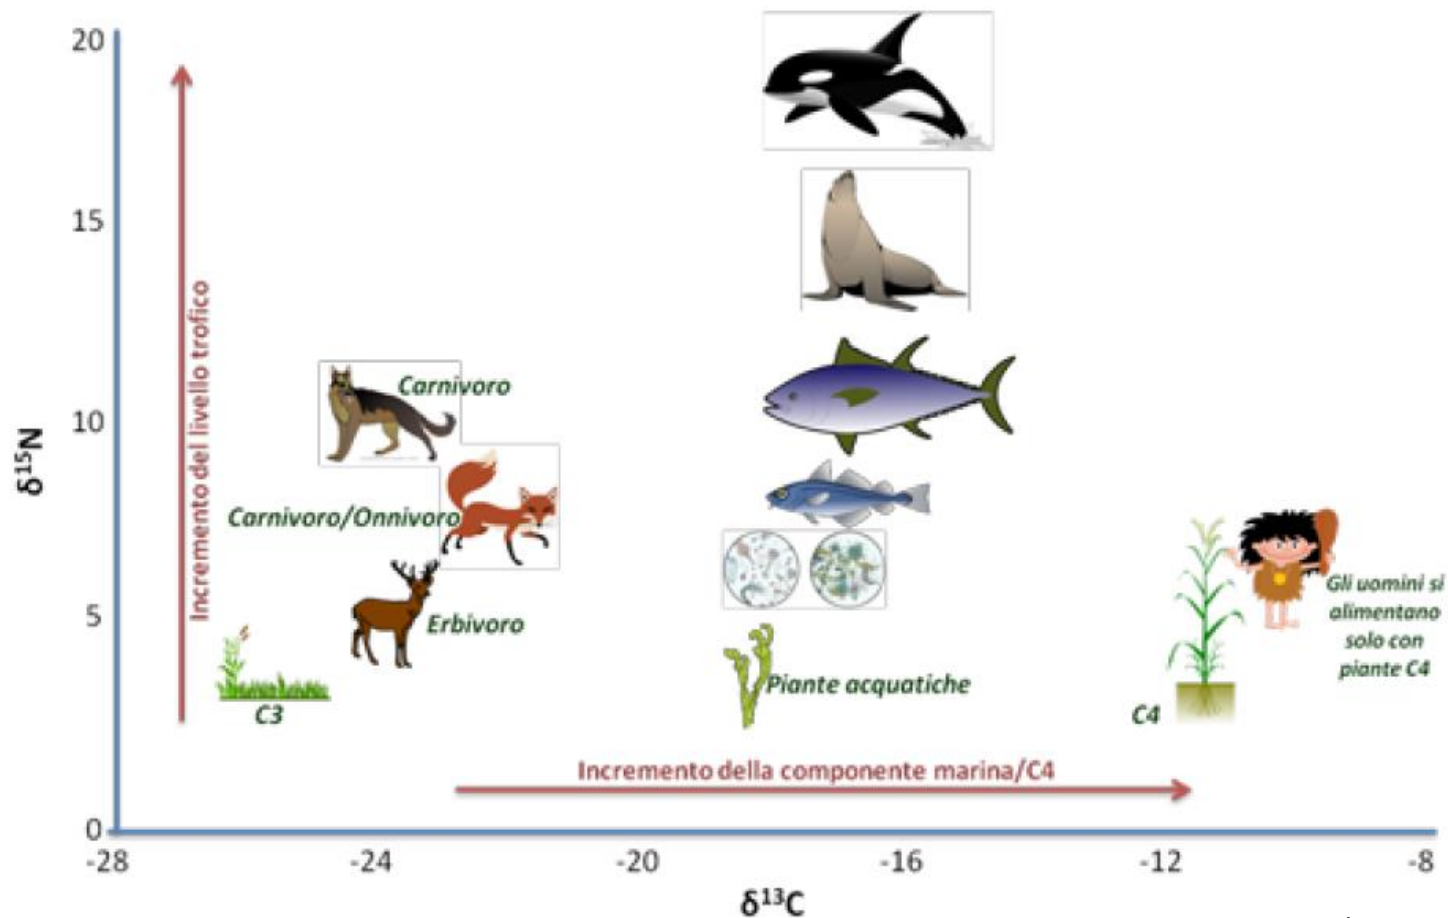 20
15
10
5
0
δ¹⁵N
Incremento del livello trofico
Carnivoro
Carnivoro/Onnivoro
Erbivoro
C3
Piante acquatiche
C4
Gli uomini si
alimentano
solo con
piante C4
Incremento della componente marina/C4
-28
-24
-20
-16
-12
-8
δ¹³C